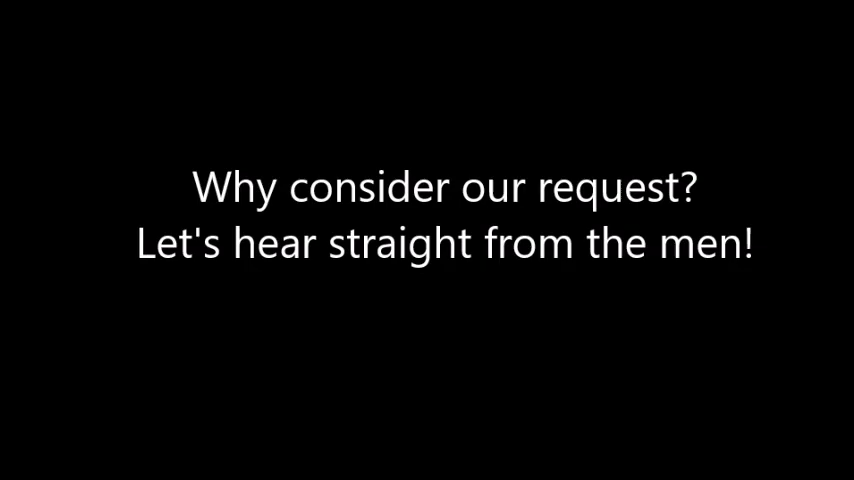 Why consider our request?
Let's hear straight from the men!